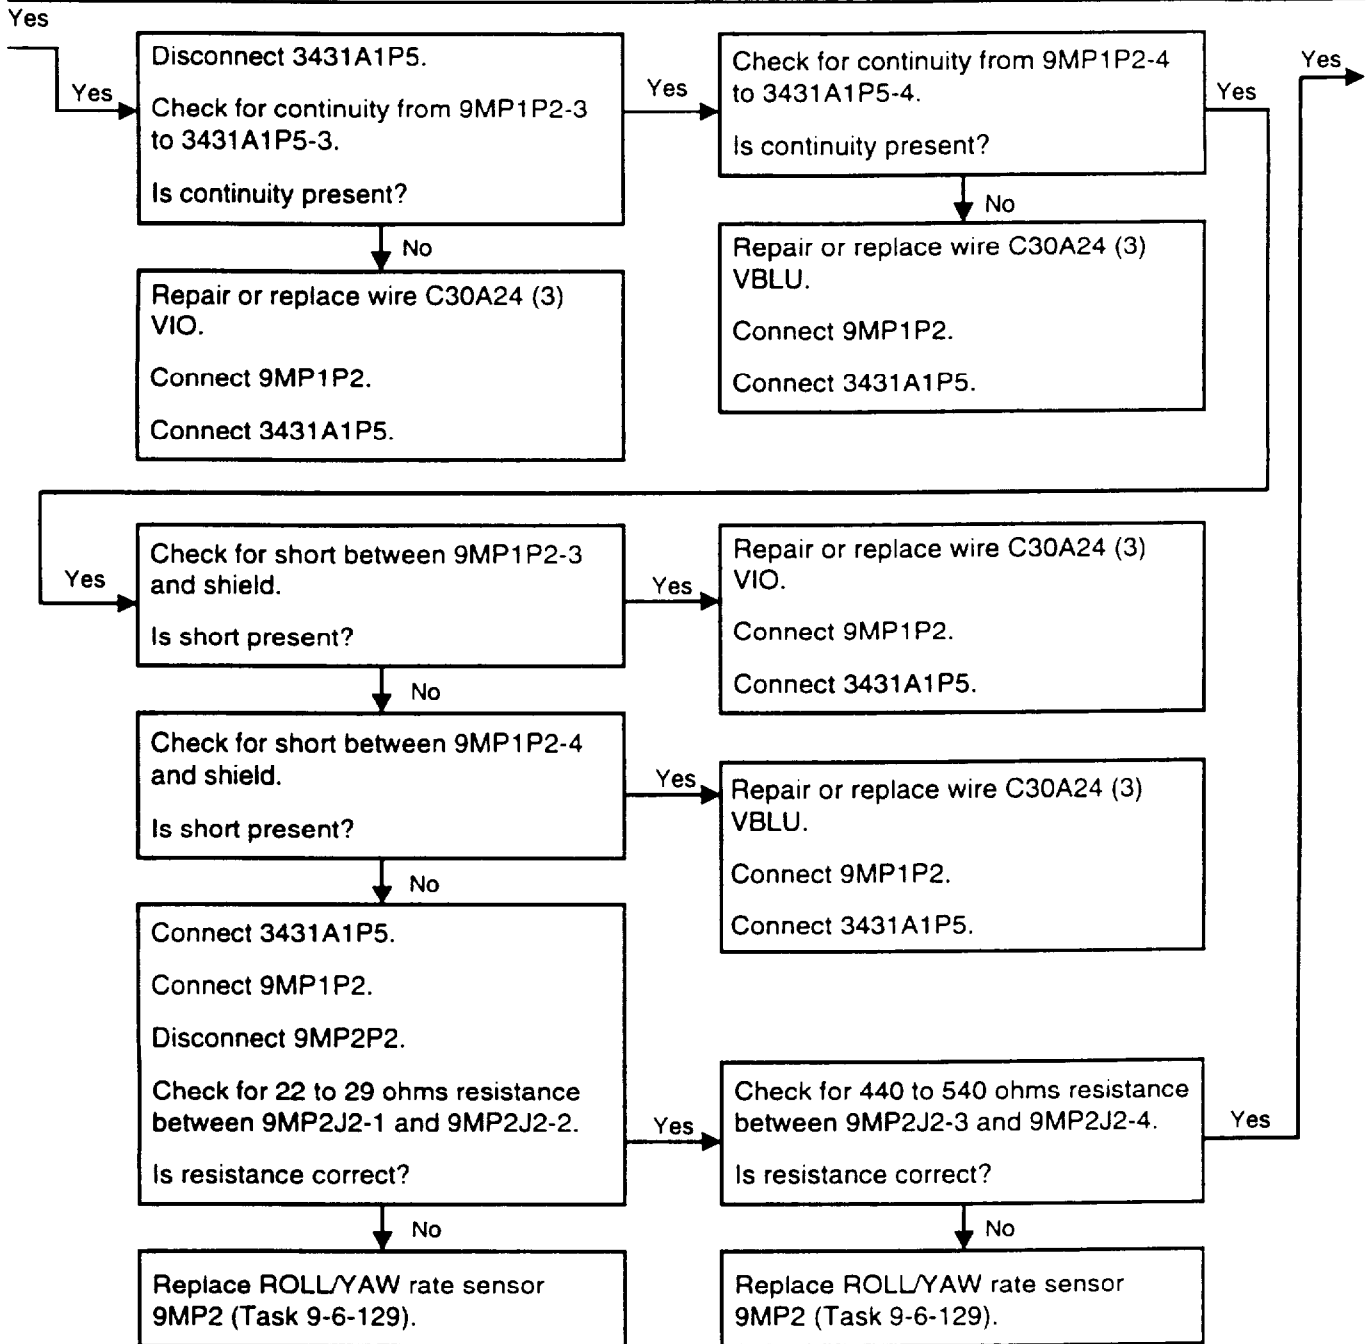 Yes
Yes
Disconnect 3431A1P5.
Check for continuity from 9MP1P2-3
to 3431A1P5-3.
Is continuity present?
Yes
Check for continuity from 9MP1P2-4
to 3431A1P5-4.
Is continuity present?
Yes
Yes
No
Repair or replace wire C30A24 (3)
VIO.
Connect 9MP1P2.
Connect 3431A1P5.
No
Repair or replace wire C30A24 (3)
VBLU.
Connect 9MP1P2.
Connect 3431A1P5.
Yes
Check for short between 9MP1P2-3
and shield.
Is short present?
Yes
Repair or replace wire C30A24 (3)
VIO.
Connect 9MP1P2.
Connect 3431A1P5.
No
Check for short between 9MP1P2-4
and shield.
Is short present?
Yes
Repair or replace wire C30A24 (3)
VBLU.
Connect 9MP1P2.
Connect 3431A1P5.
No
Connect 3431A1P5.
Connect 9MP1P2.
Disconnect 9MP2P2.
Check for 22 to 29 ohms resistance
between 9MP2J2-1 and 9MP2J2-2.
Is resistance correct?
Yes
Check for 440 to 540 ohms resistance
between 9MP2J2-3 and 9MP2J2-4.
Is resistance correct?
Yes
No
Replace ROLL/YAW rate sensor
9MP2 (Task 9-6-129).
No
Replace ROLL/YAW rate sensor
9MP2 (Task 9-6-129).